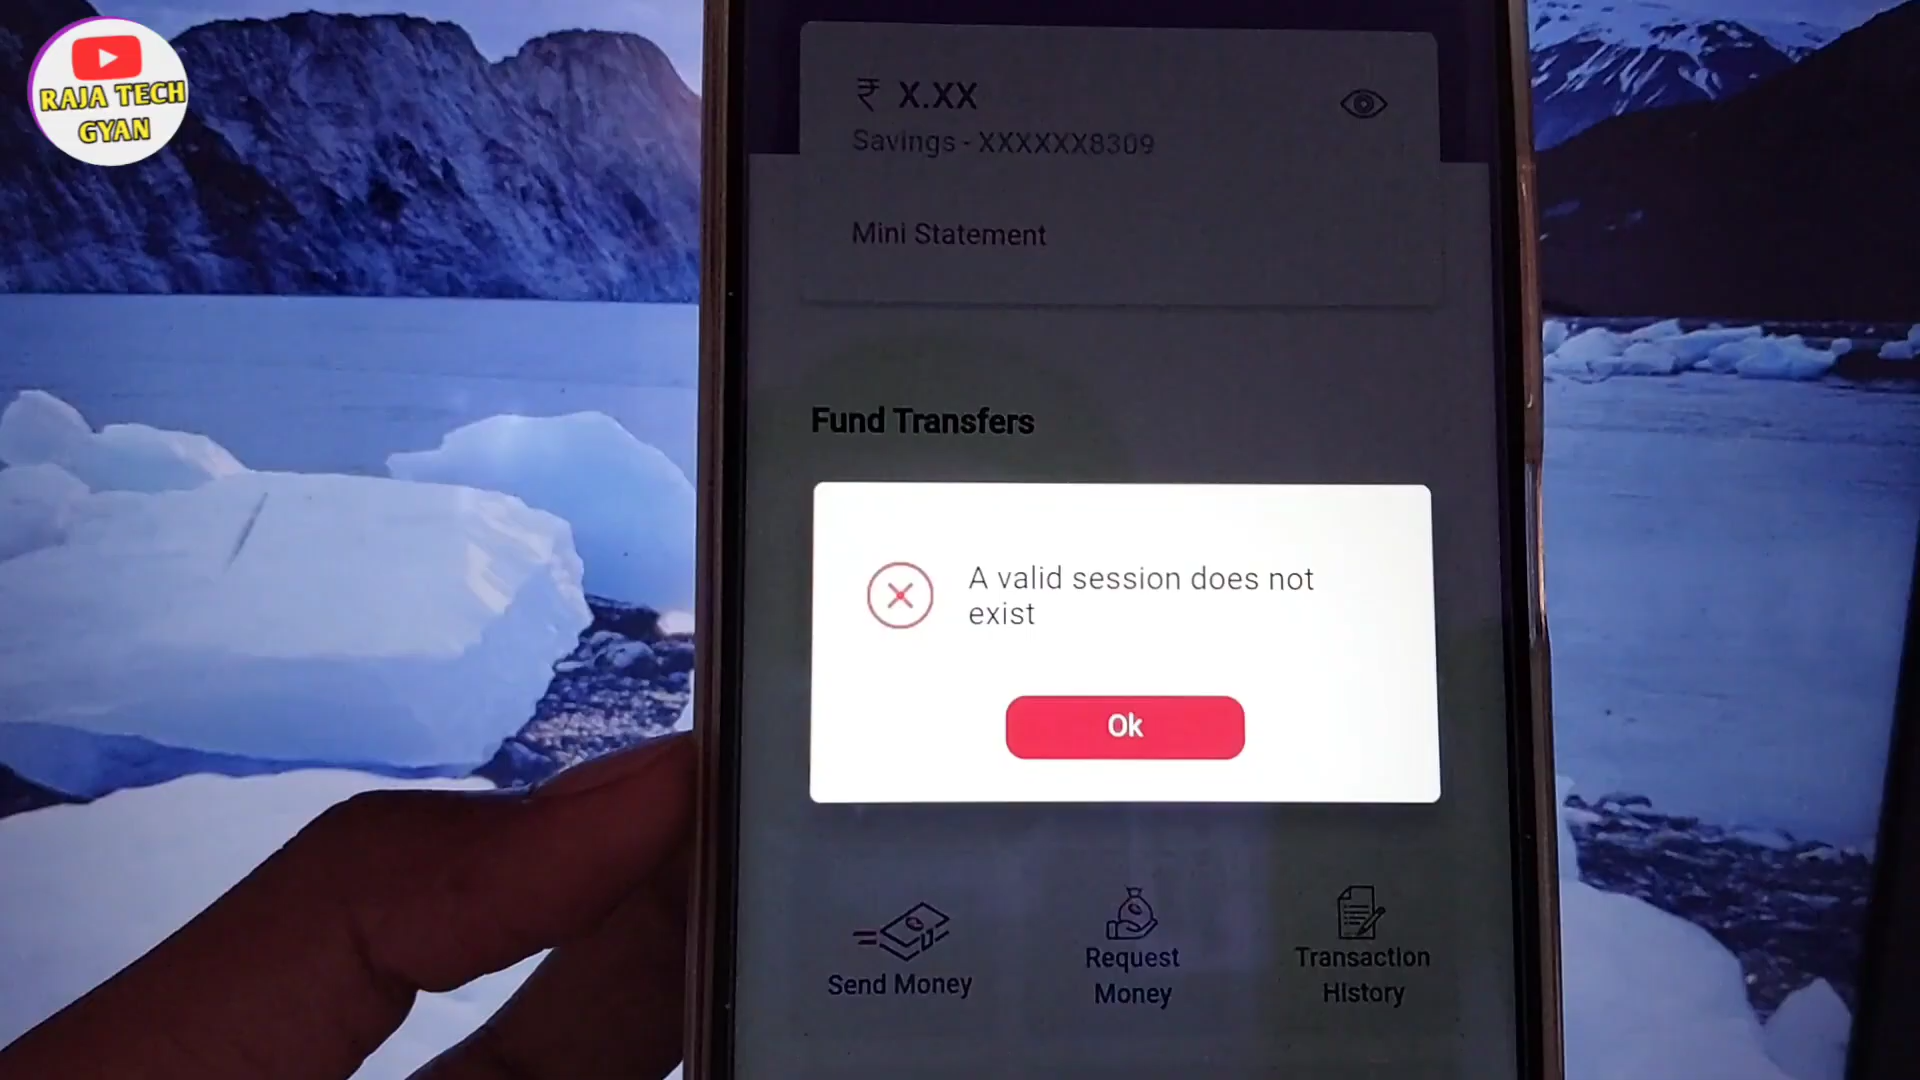 RAJA TECH
GYAN
₹ X.XX
Savings - XXXXXX8309
Mini Statement
Fund Transfers
A valid session does not
exist
Ok
Send Money
Request
Money
Transaction
History